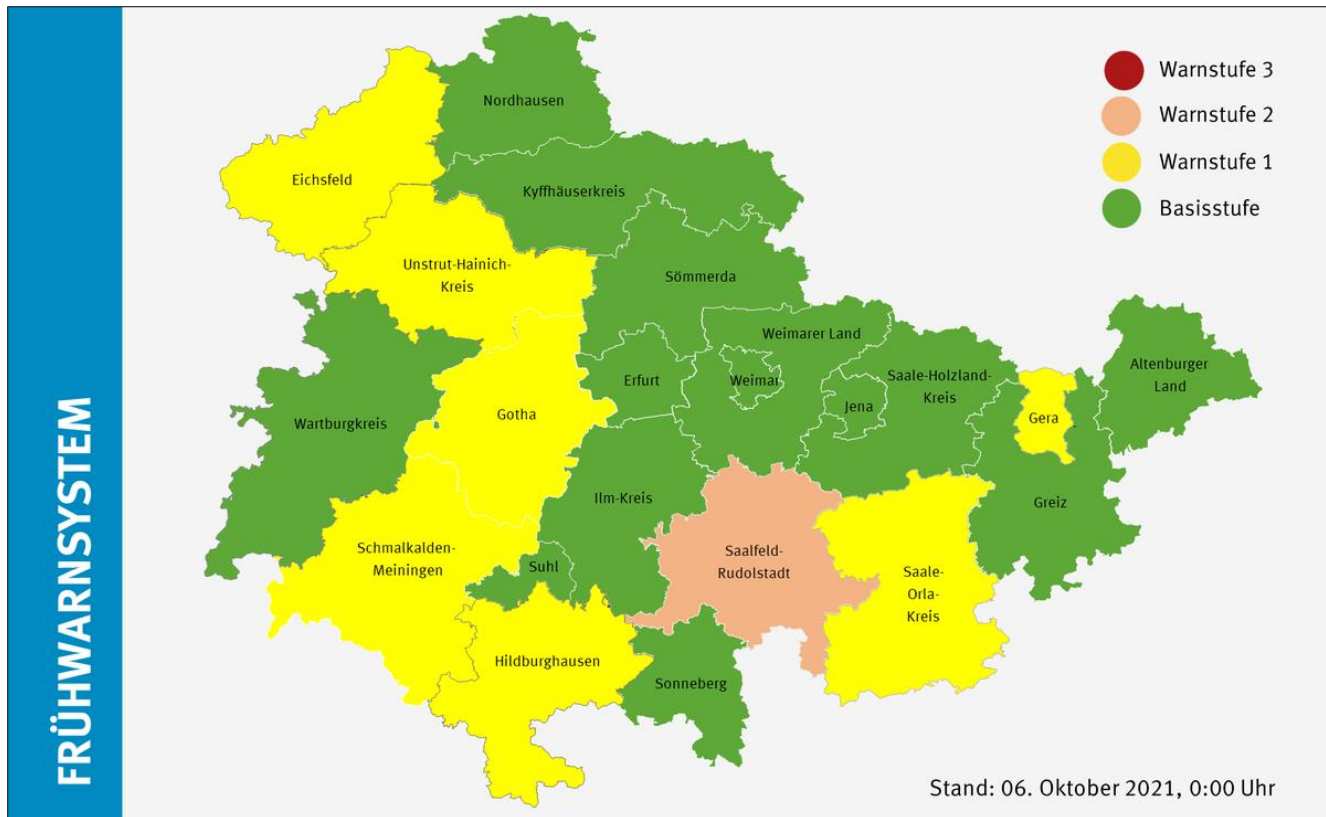 FRÜHWARNSYSTEM
Warnstufe 3
Warnstufe 2
Warnstufe 1
Basisstufe
Nordhausen
Eichsfeld
Kyffhäuserkreis
Unstrut-Hainich-
Kreis
Sömmerda
Weimarer Land
Altenburger
Land
Erfurt
Weimar
Saale-Holzland-
Kreis
Jena
Gera
Gotha
Wartburgkreis
Ilm-Kreis
Greiz
Schmalkalden-
Meiningen
Suhl
Saalfeld-
Rudolstadt
Saale-
Orla-
Kreis
Hildburghausen
Sonneberg
Stand: 06. Oktober 2021, 0:00 Uhr